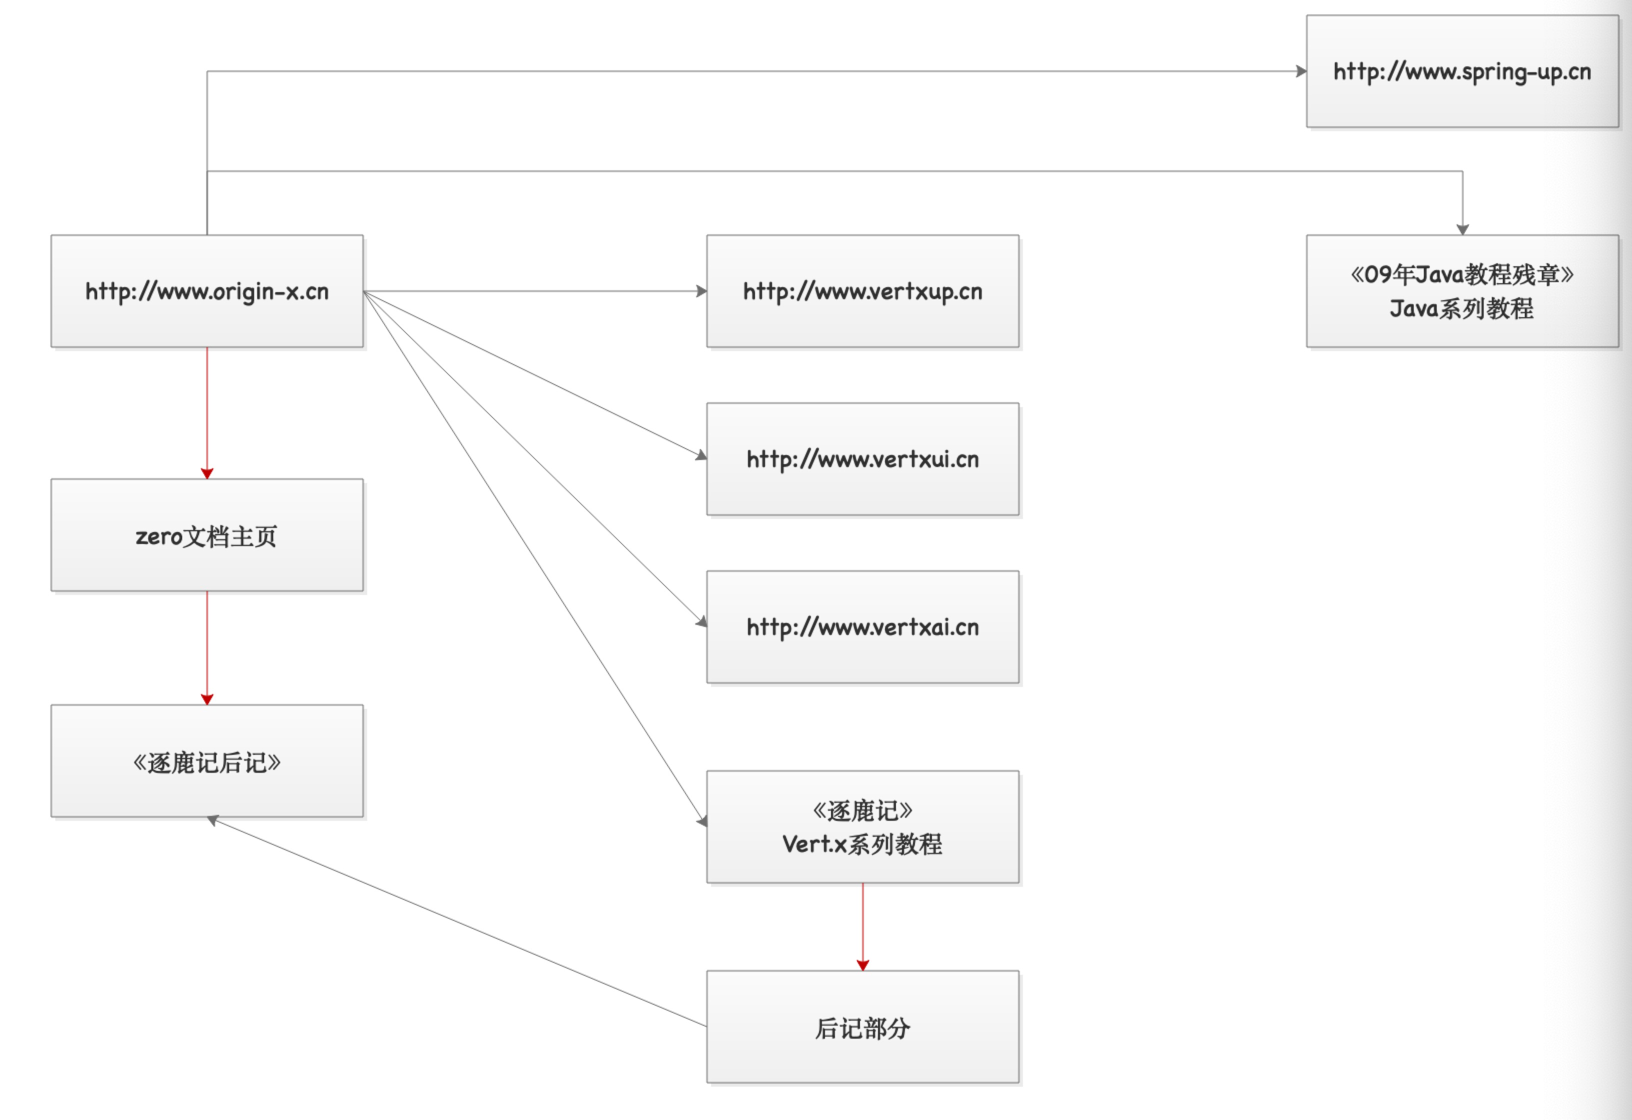 http://www.spring-up.cn
http://www.origin-x.cn
http://www.vertxup.cn
《09年Java教程残章》
Java系列教程
http://www.vertxui.cn
zero文档主页
http://www.vertxai.cn
《逐鹿记后记》
《逐鹿记》
Vert.x系列教程
后记部分